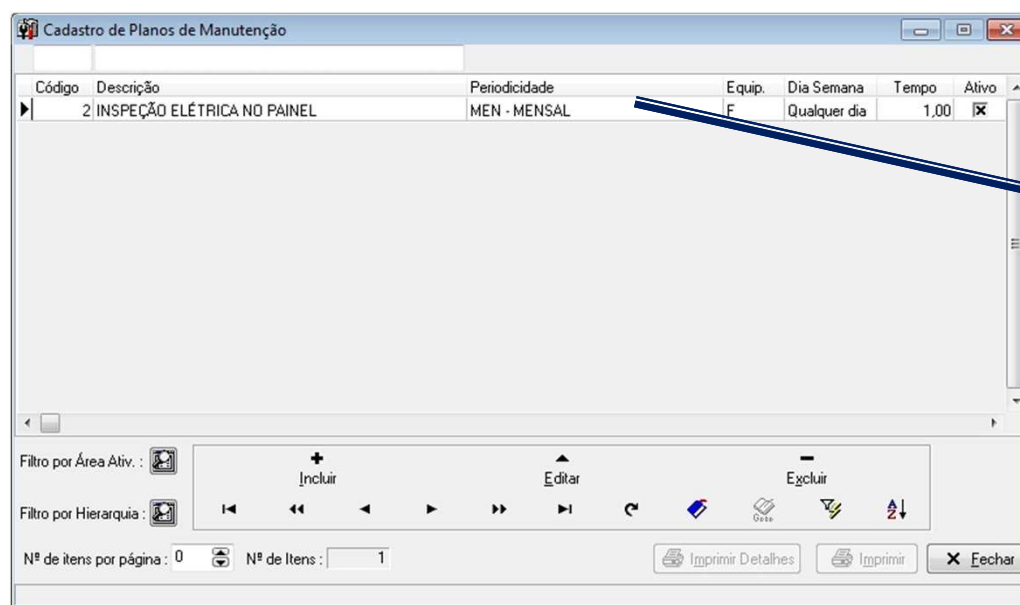 Cadastro de Planos de Manutenção
Código Descrição Periodicidade Equip. Dia Semana Tempo Ativo
2 INSPEÇÃO ELÉTRICA NO PAINEL MEN - MENSAL F Qualquer dia 1,00
Filtro por Área Ativ. :
Incluir Editar Excluir
Filtro por Hierarquia :
Goto
Nº de itens por página : 0 Nº de Itens : 1 Imprimir Detalhes Imprimir Fechar